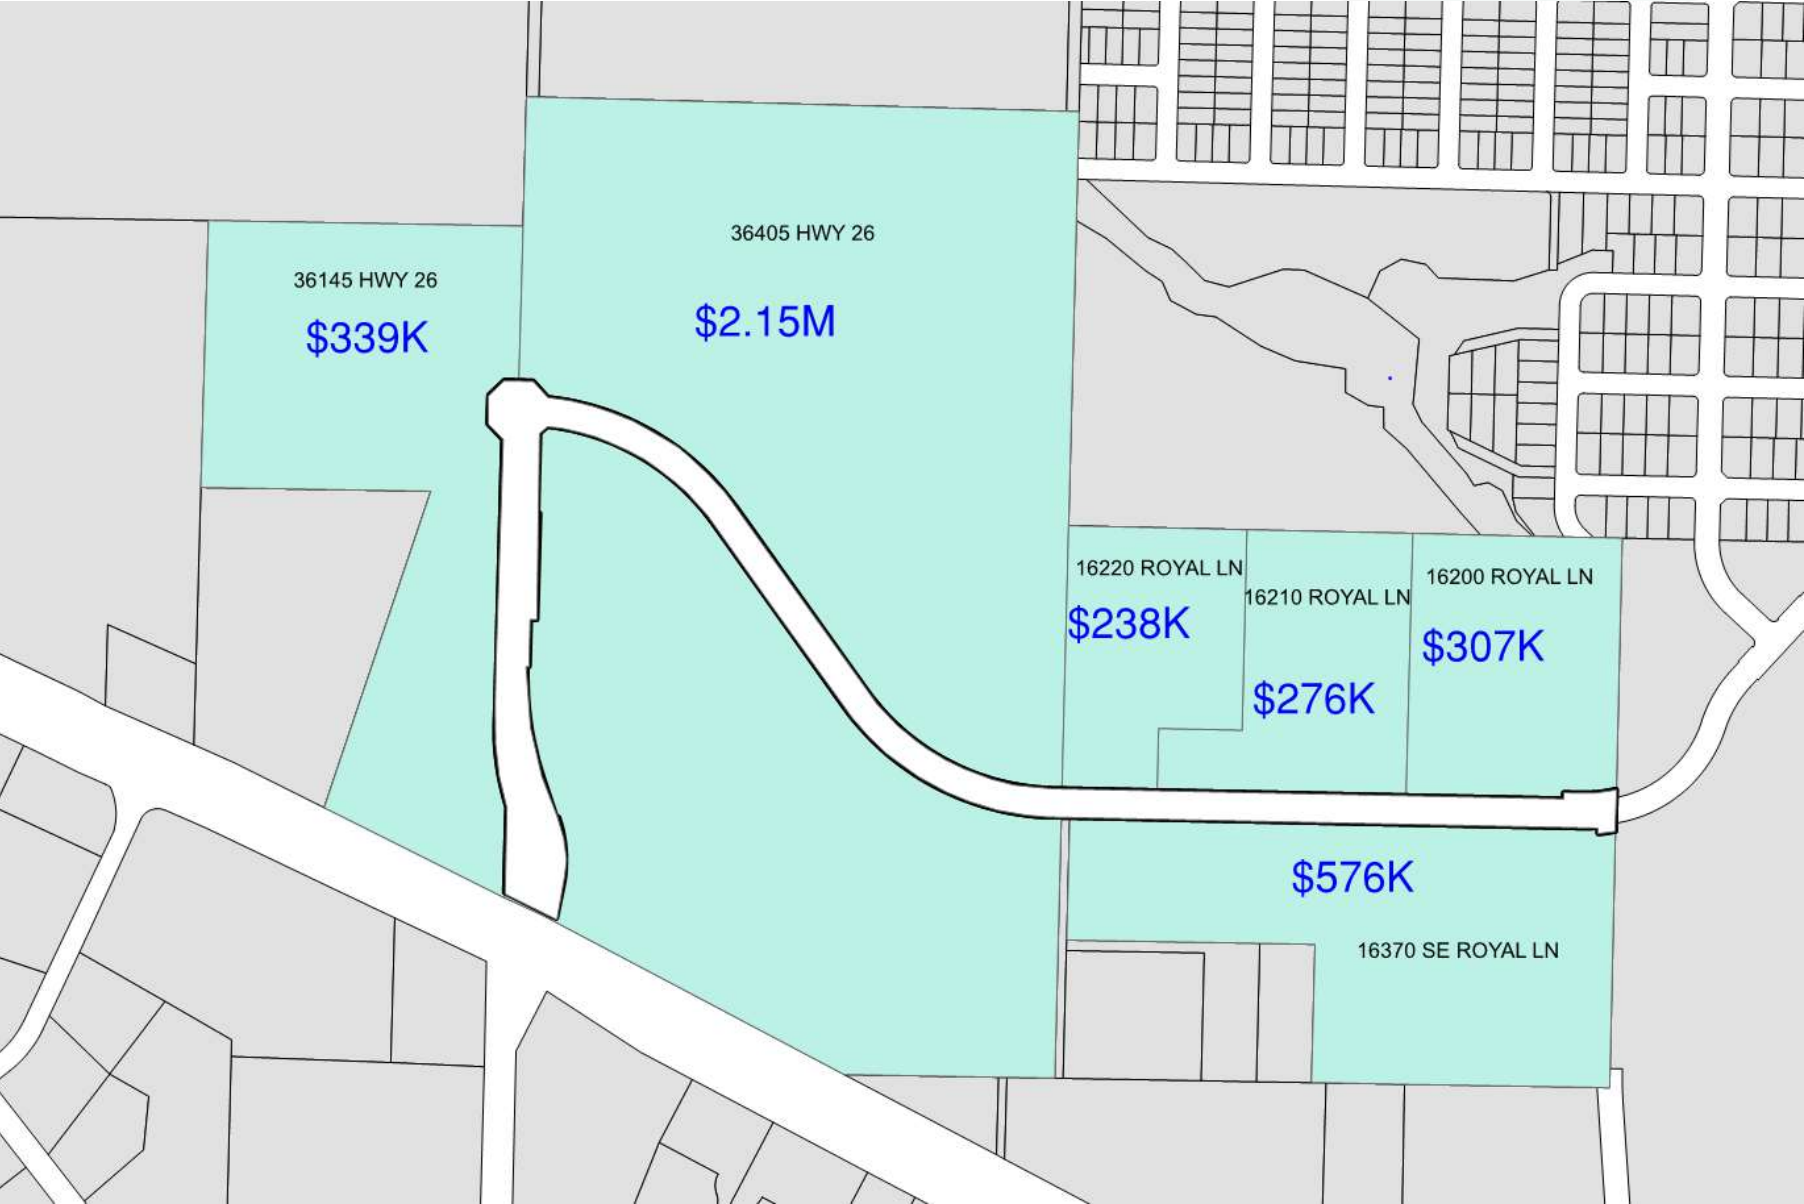 36405 HWY 26
$2.15M
36145 HWY 26
$339K
16220 ROYAL LN
$238K
16210 ROYAL LN
$276K
16200 ROYAL LN
$307K
$576K
16370 SE ROYAL LN